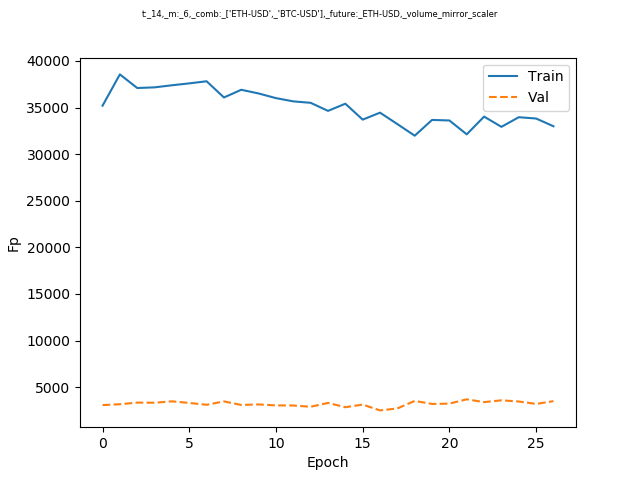 t:_14,_m:_6,_comb:_['ETH-USD',_'BTC-USD'],_future:_ETH-USD,_volume_mirror_scaler
40000
35000
30000
25000
20000
15000
10000
5000
Fp
Train
Val
0 5 10 15 20 25
Epoch